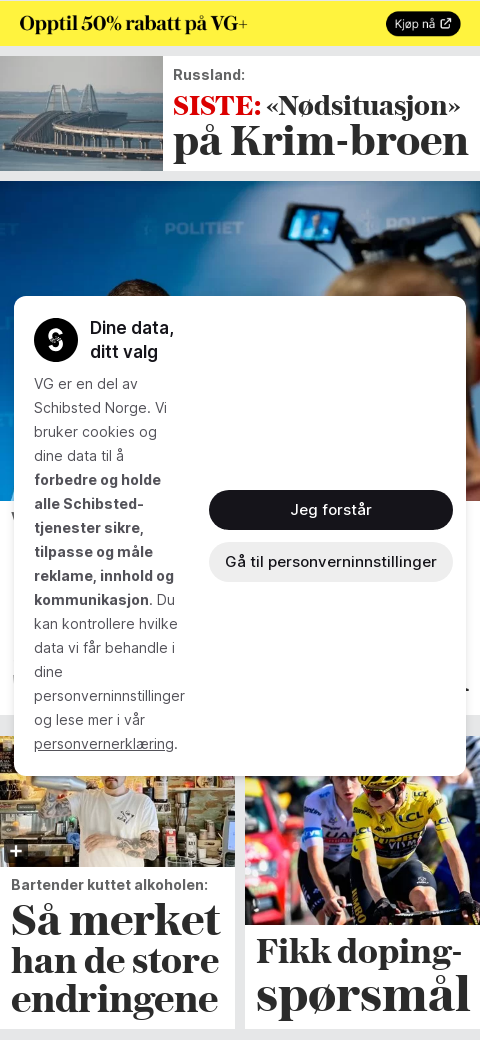 Opptil 50% rabatt på VG+
Kjøp nå
Russland:
SISTE: «Nødsituasjon»
på Krim-broen
POLITIET
Dine data,
ditt valg
VG er en del av
Schibsted Norge. Vi
bruker cookies og
dine data til å
forbedre og holde
alle Schibsted-
tjenester sikre,
tilpasse og måle
reklame, innhold og
kommunikasjon. Du
kan kontrollere hvilke
data vi får behandle i
dine
personverninnstillinger
og lese mer i vår
personvernerklæring.
Jeg forstår
Gå til personverninnstillinger
Bartender kuttet alkoholen:
Så merket
han de store
endringene
Fikk doping-
spørsmål